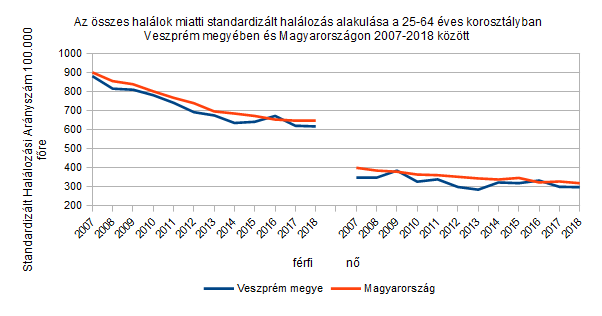 Az összes halálok miatti standardizált halálozás alakulása a 25-64 éves korosztályban
Veszprém megyében és Magyarországon 2007-2018 között
Standardizált Halálozási Arányszám 100.000
főre
1000
900
800
700
600
500
400
300
200
2007 2008 2009 2010 2011 2012 2013 2014 2015 2016 2017 2018 2007 2008 2009 2010 2011 2012 2013 2014 2015 2016 2017 2018
férfi nő
Veszprém megye Magyarország